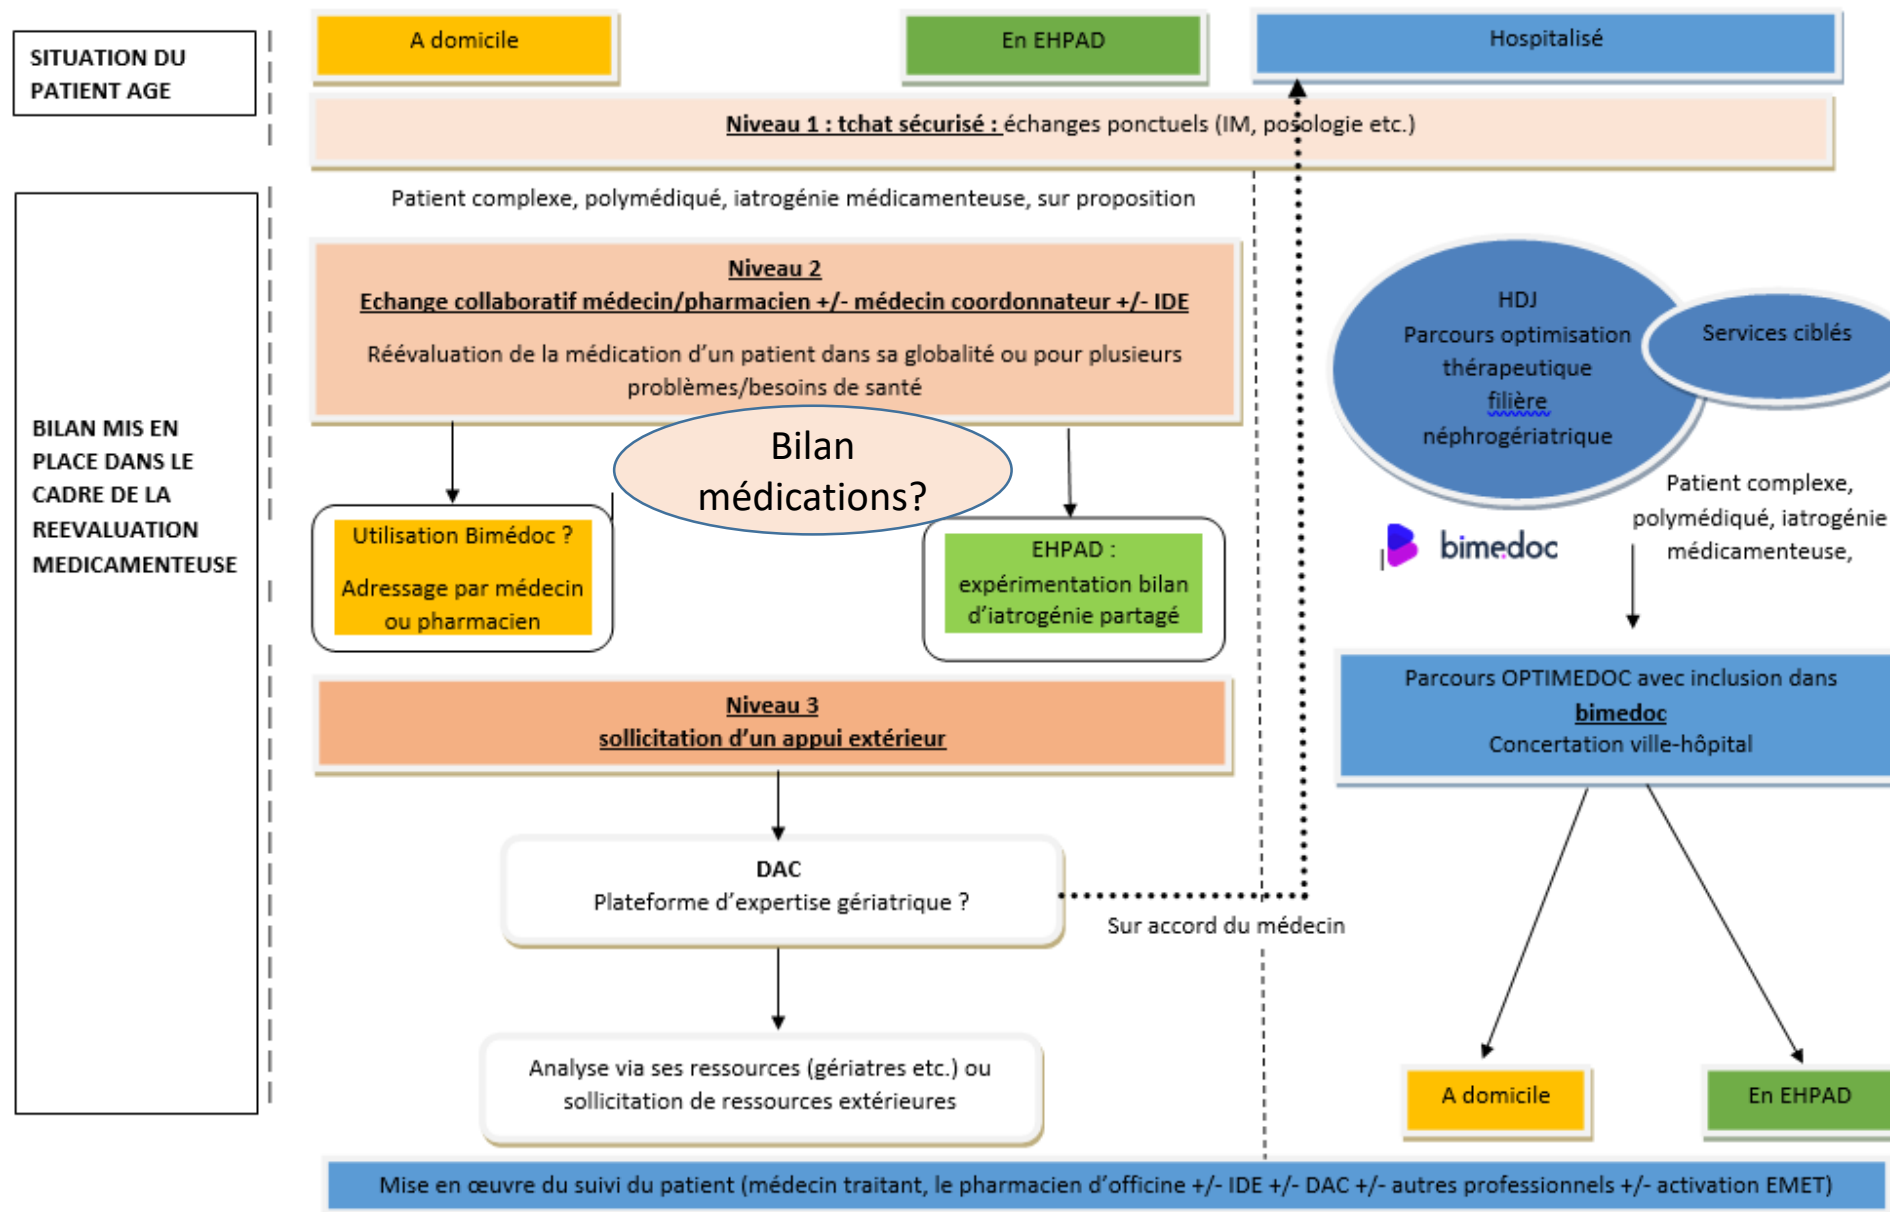 SITUATION DU
PATIENT AGE
A domicile
En EHPAD
Hospitalisé
Niveau 1 : tchat sécurisé : échanges ponctuels (IM, posologie etc.)
Patient complexe, polymédiqué, iatrogénie médicamenteuse, sur proposition
BILAN MIS EN
PLACE DANS LE
CADRE DE LA
REEVALUATION
MEDICAMENTEUSE
Niveau 2
Echange collaboratif médecin/pharmacien +/- médecin coordonnateur +/- IDE
Réévaluation de la médication d'un patient dans sa globalité ou pour plusieurs
problèmes/besoins de santé
Bilan
médications?
Utilisation Bimédoc ?
Adressage par médecin
ou pharmacien
EHPAD :
expérimentation bilan
d'iatrogénie partagé
HDJ
Parcours optimisation
thérapeutique
filière
néphrogériatrique
Services ciblés
bimedoc
Patient complexe,
polymédiqué, iatrogénie
médicamenteuse,
Niveau 3
sollicitation d'un appui extérieur
Parcours OPTIMEDOC avec inclusion dans
bimedoc
Concertation ville-hôpital
DAC
Plateforme d'expertise gériatrique ?
Sur accord du médecin
Analyse via ses ressources (gériatres etc.) ou
sollicitation de ressources extérieures
A domicile
En EHPAD
Mise en œuvre du suivi du patient (médecin traitant, le pharmacien d'officine +/- IDE +/- DAC +/- autres professionnels +/- activation EMET)